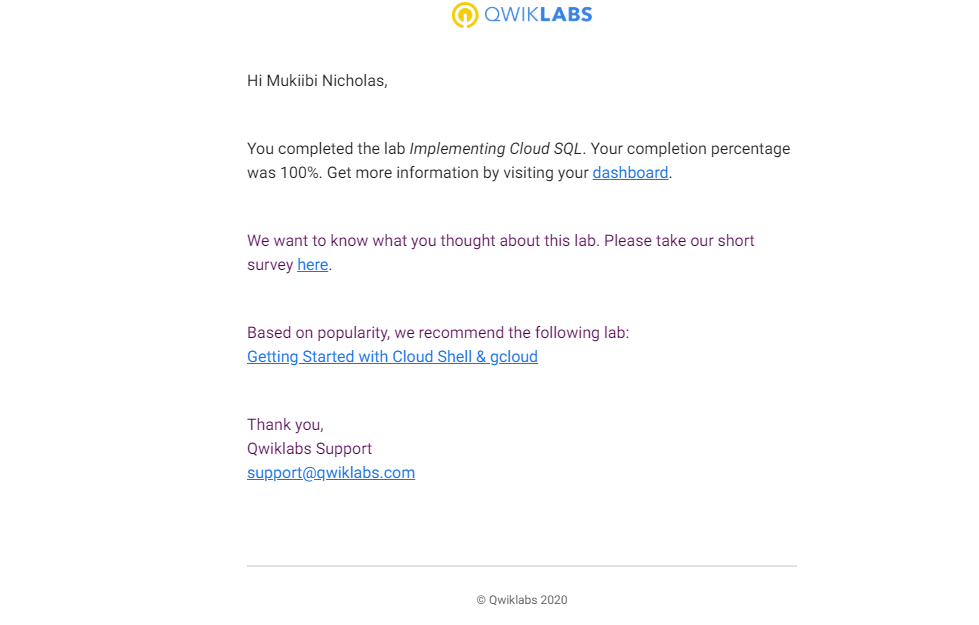 QWIKLABS
Hi Mukiibi Nicholas,
You completed the lab Implementing Cloud SQL. Your completion percentage
was 100%. Get more information by visiting your dashboard.
We want to know what you thought about this lab. Please take our short
survey here.
Based on popularity, we recommend the following lab:
Getting Started with Cloud Shell & gcloud
Thank you,
Qwiklabs Support
support@qwiklabs.com
© Qwiklabs 2020